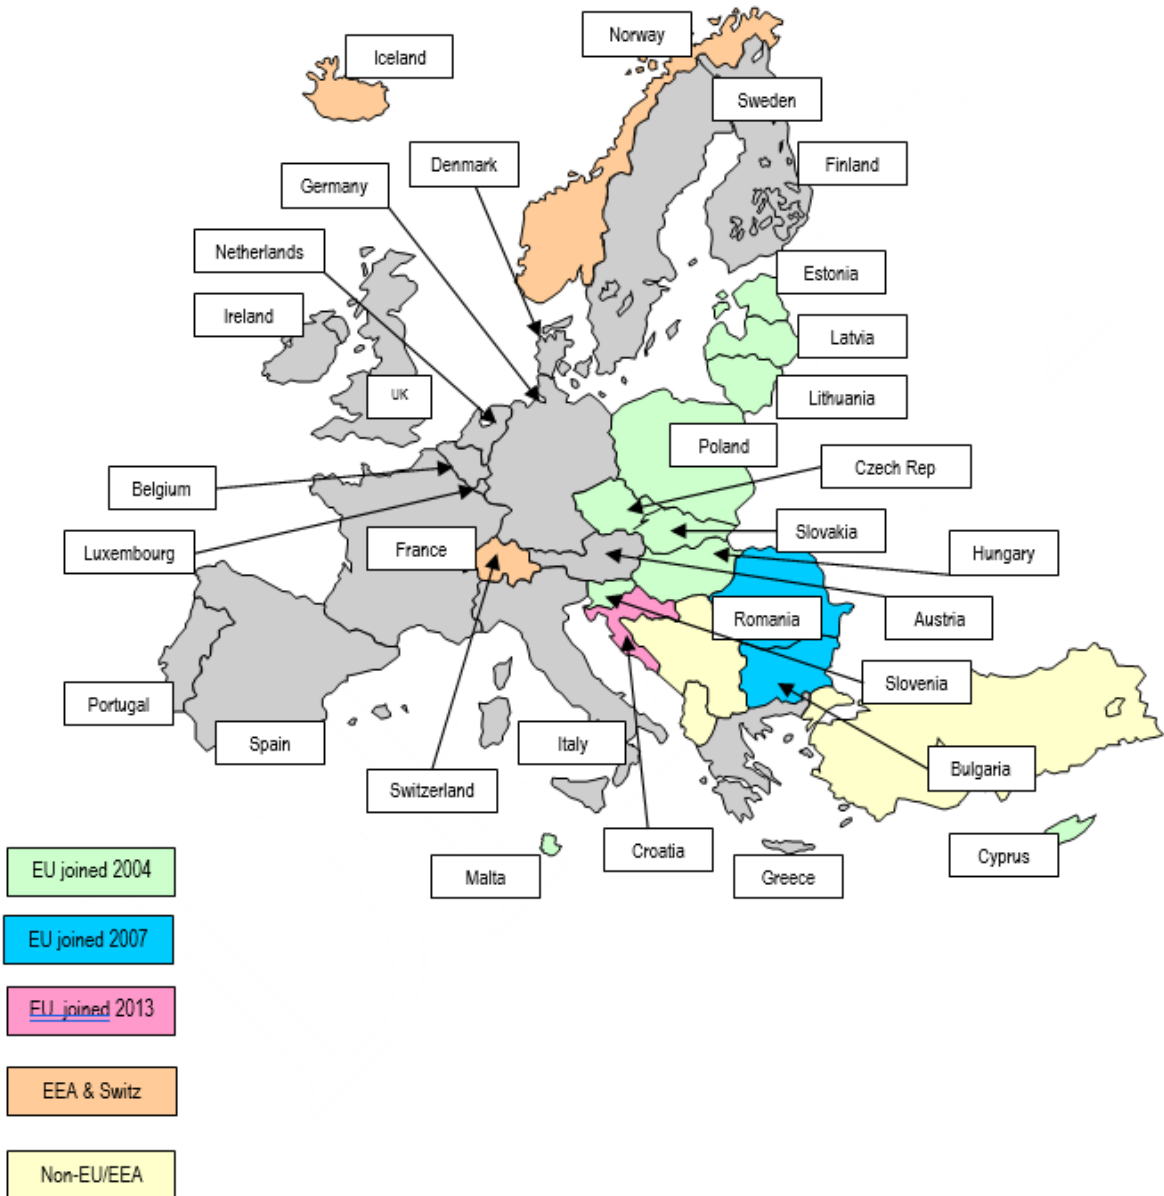 Norway
Iceland
Sweden
Denmark
Finland
Germany
Netherlands
Estonia
Ireland
Latvia
UK
Lithuania
Poland
Czech Rep
Belgium
Slovakia
France
Luxembourg
Hungary
Romania
Austria
Slovenia
Portugal
Spain
Italy
Bulgaria
Switzerland
Croatia
Cyprus
Malta
Greece
EU joined 2004
EU joined 2007
EU joined 2013
EEA & Switz
Non-EU/EEA